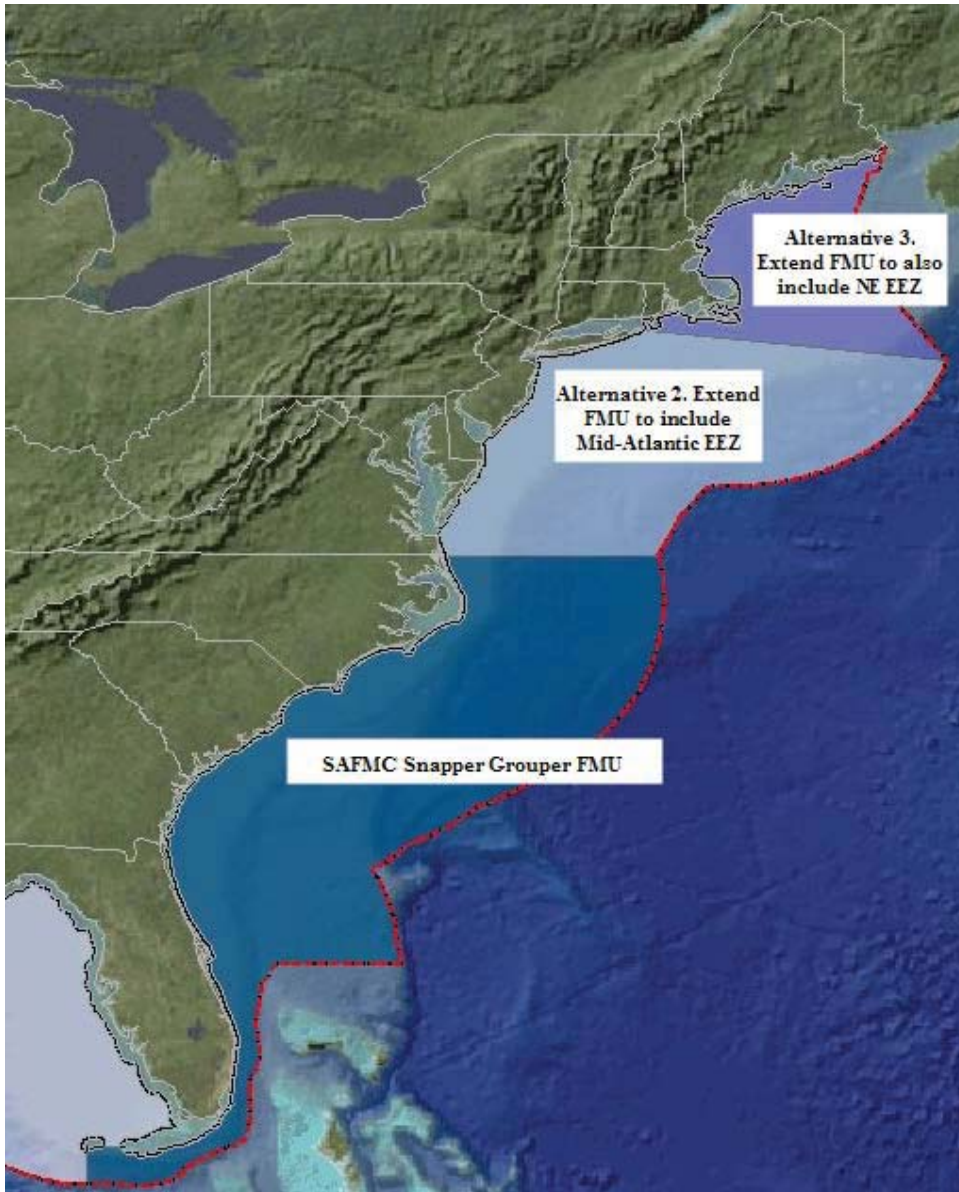 Alternative 3.
Extend FMU to also
include NE EEZ
Alternative 2. Extend
FMU to include
Mid-Atlantic EEZ
SAFMC Snapper Grouper FMU